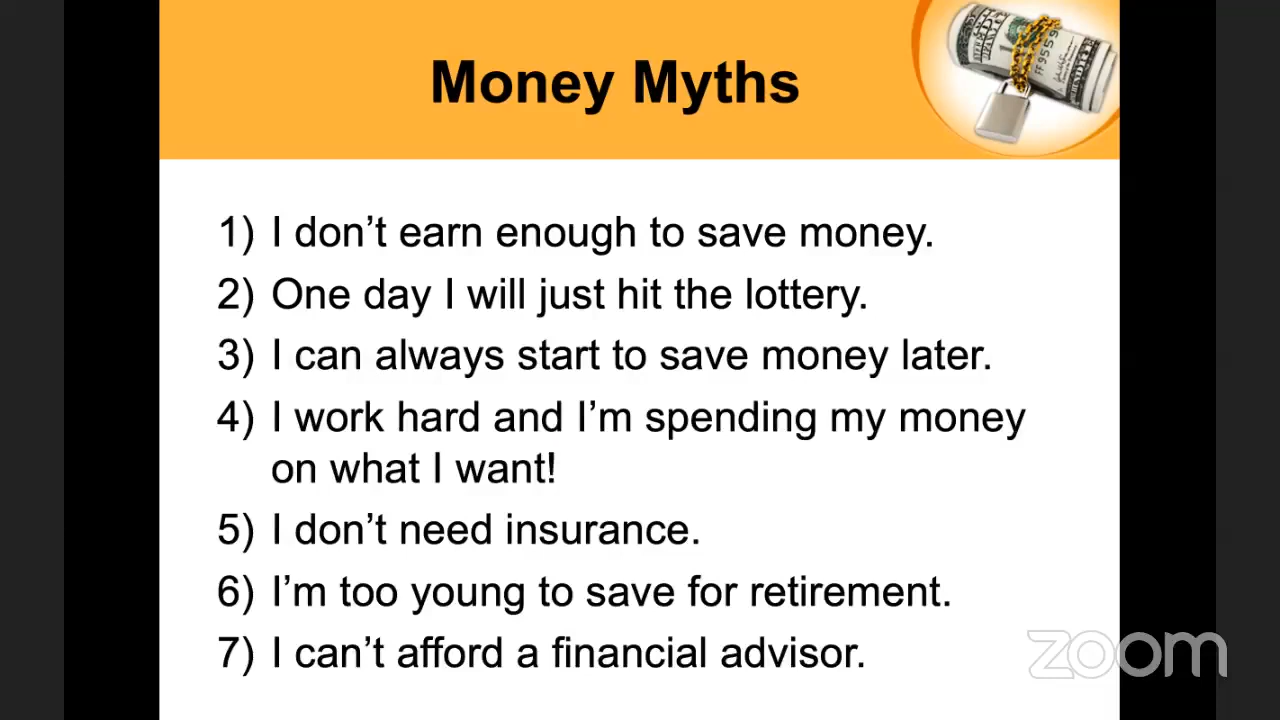 Money Myths
1) I don’t earn enough to save money.
2) One day I will just hit the lottery.
3) I can always start to save money later.
4) I work hard and I’m spending my money
on what I want!
5) I don’t need insurance.
6) I’m too young to save for retirement.
7) I can’t afford a financial advisor.
zoom